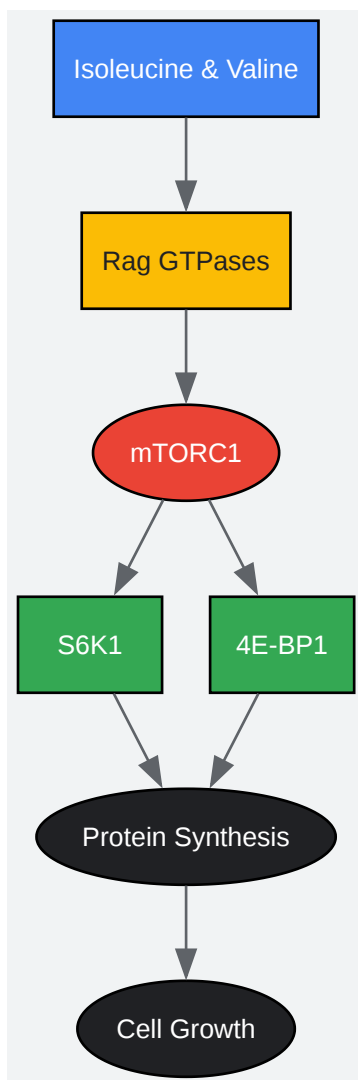 Isoleucine & Valine
Rag GTPases
mTORC1
S6K1
4E-BP1
Protein Synthesis
Cell Growth